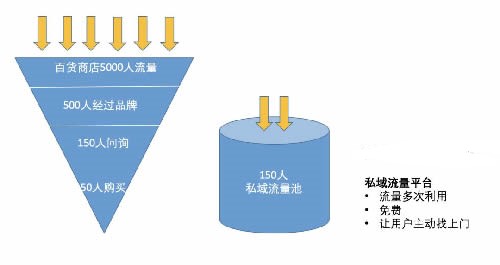 百货商店5000人流量
500人经过品牌
150人问询
50人购买
150人
私域流量池
私域流量平台
• 流量多次利用
• 免费
• 让用户主动找上门